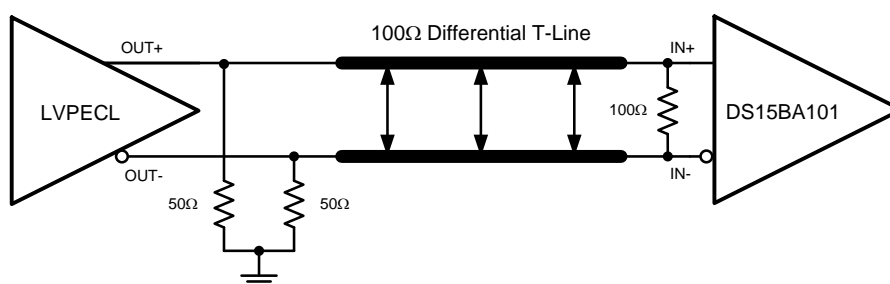 100Ω Differential T-Line
OUT+
IN+
LVPECL
100Ω
DS15BA101
OUT-
IN-
50Ω
50Ω